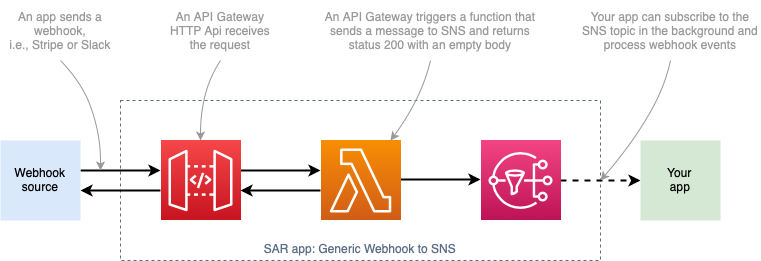 An app sends a
webhook,
i.e., Stripe or Slack
An API Gateway
HTTP Api receives
the request
An API Gateway triggers a function that
sends a message to SNS and returns
status 200 with an empty body
Your app can subscribe to the
SNS topic in the background and
process webhook events
Webhook
source
</>
Your
app
SAR app: Generic Webhook to SNS